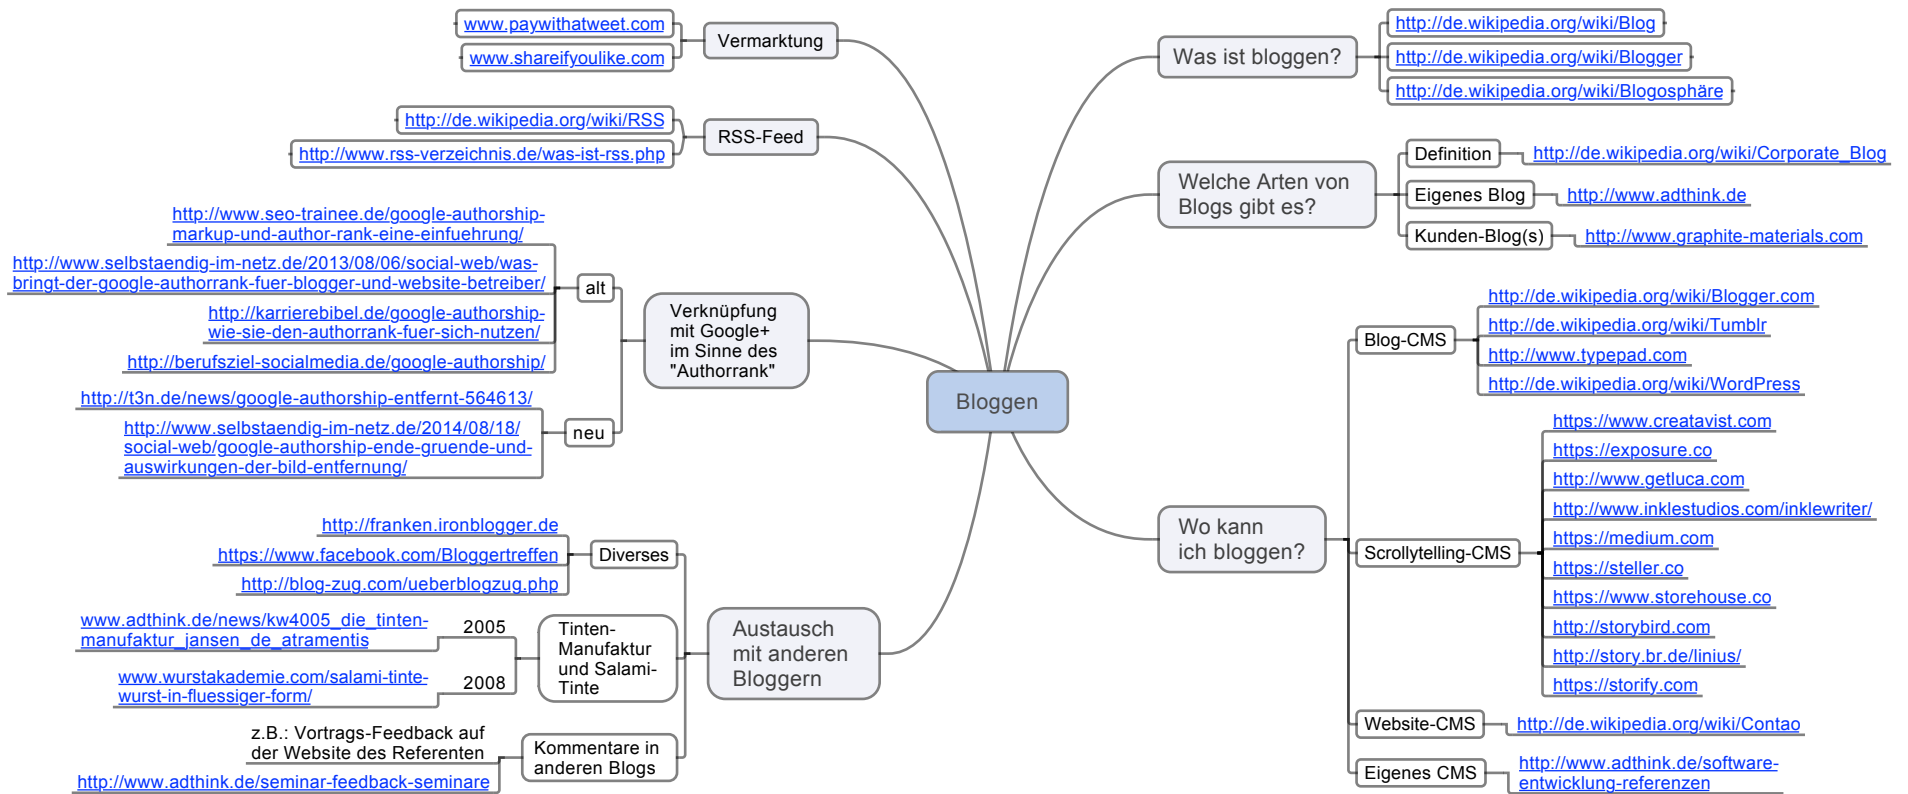 Bloggen
Was ist bloggen?
http://de.wikipedia.org/wiki/Blog
http://de.wikipedia.org/wiki/Blogger
http://de.wikipedia.org/wiki/Blogosphäre
Welche Arten von
Blogs gibt es?
Definition
http://de.wikipedia.org/wiki/Corporate_Blog
Eigenes Blog
http://www.adthink.de
Kunden-Blog(s)
http://www.graphite-materials.com
Wo kann
ich bloggen?
Blog-CMS
http://de.wikipedia.org/wiki/Blogger.com
http://de.wikipedia.org/wiki/Tumblr
http://www.typepad.com
http://de.wikipedia.org/wiki/WordPress
Scrollytelling-CMS
https://www.creatavist.com
https://exposure.co
http://www.getluca.com
http://www.inklestudios.com/inklewriter/
https://medium.com
https://steller.co
https://www.storehouse.co
http://storybird.com
http://story.br.de/linius/
https://storify.com
Website-CMS
http://de.wikipedia.org/wiki/Contao
Eigenes CMS
http://www.adthink.de/software-
entwicklung-referenzen
Vermarktung
www.paywithatweet.com
www.shareifyoulike.com
RSS-Feed
http://de.wikipedia.org/wiki/RSS
http://www.rss-verzeichnis.de/was-ist-rss.php
Verknüpfung
mit Google+
im Sinne des
"Authorrank"
alt
http://www.seo-trainee.de/google-authorship-
markup-und-author-rank-eine-einfuehrung/
http://www.selbstaendig-im-netz.de/2013/08/06/social-web/was-
bringt-der-google-authorrank-fuer-blogger-und-website-betreiber/
http://karrierebibel.de/google-authorship-
wie-sie-den-authorrank-fuer-sich-nutzen/
http://berufsziel-socialmedia.de/google-authorship/
neu
http://t3n.de/news/google-authorship-entfernt-564613/
http://www.selbstaendig-im-netz.de/2014/08/18/
social-web/google-authorship-ende-gruende-und-
auswirkungen-der-bild-entfernung/
Austausch
mit anderen
Bloggern
Diverses
http://franken.ironblogger.de
https://www.facebook.com/Bloggertreffen
http://blog-zug.com/ueberblogzug.php
Tinten-
Manufaktur
und Salami-
Tinte
2005
www.adthink.de/news/kw4005_die_tinten-
manufaktur_jansen_de_atramentis
2008
www.wurstakademie.com/salami-tinte-
wurst-in-fluessiger-form/
Kommentare in
anderen Blogs
z.B.: Vortrags-Feedback auf
der Website des Referenten
http://www.adthink.de/seminar-feedback-seminare